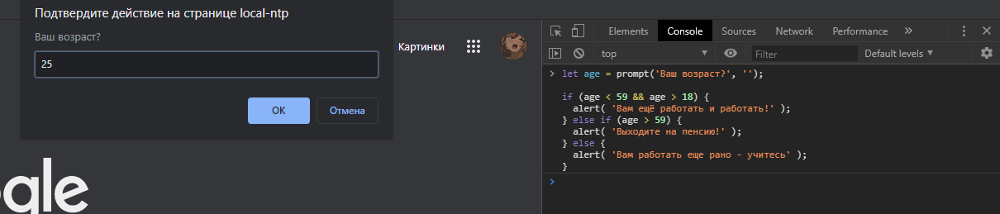 Подтвердите действие на странице local-ntp
Ваш возраст?
25
OK
Отмена
Картинки
gle
Elements Console Sources Network Performance »
top Filter Default levels
let age = prompt('Ваш возраст?', '');
if (age < 59 && age > 18) {
alert( 'Вам ещё работать и работать!' );
} else if (age > 59) {
alert( 'Выходите на пенсию!' );
} else {
alert( 'Вам работать еще рано - учитесь' );
}